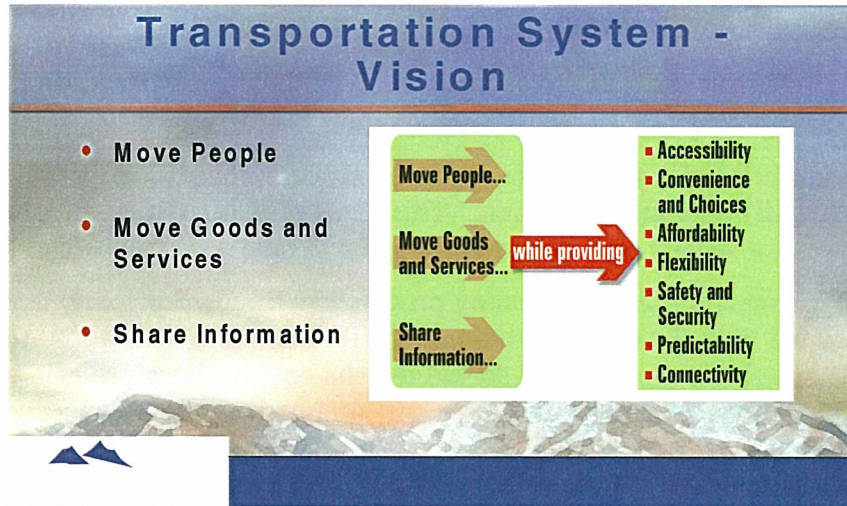 Transportation System -
Vision
• Move People
• Move Goods and
Services
• Share Information
Move People...
Move Goods
and Services...
Share
Information...
while providing
▪ Accessibility
▪ Convenience
and Choices
▪ Affordability
▪ Flexibility
▪ Safety and
Security
▪ Predictability
▪ Connectivity